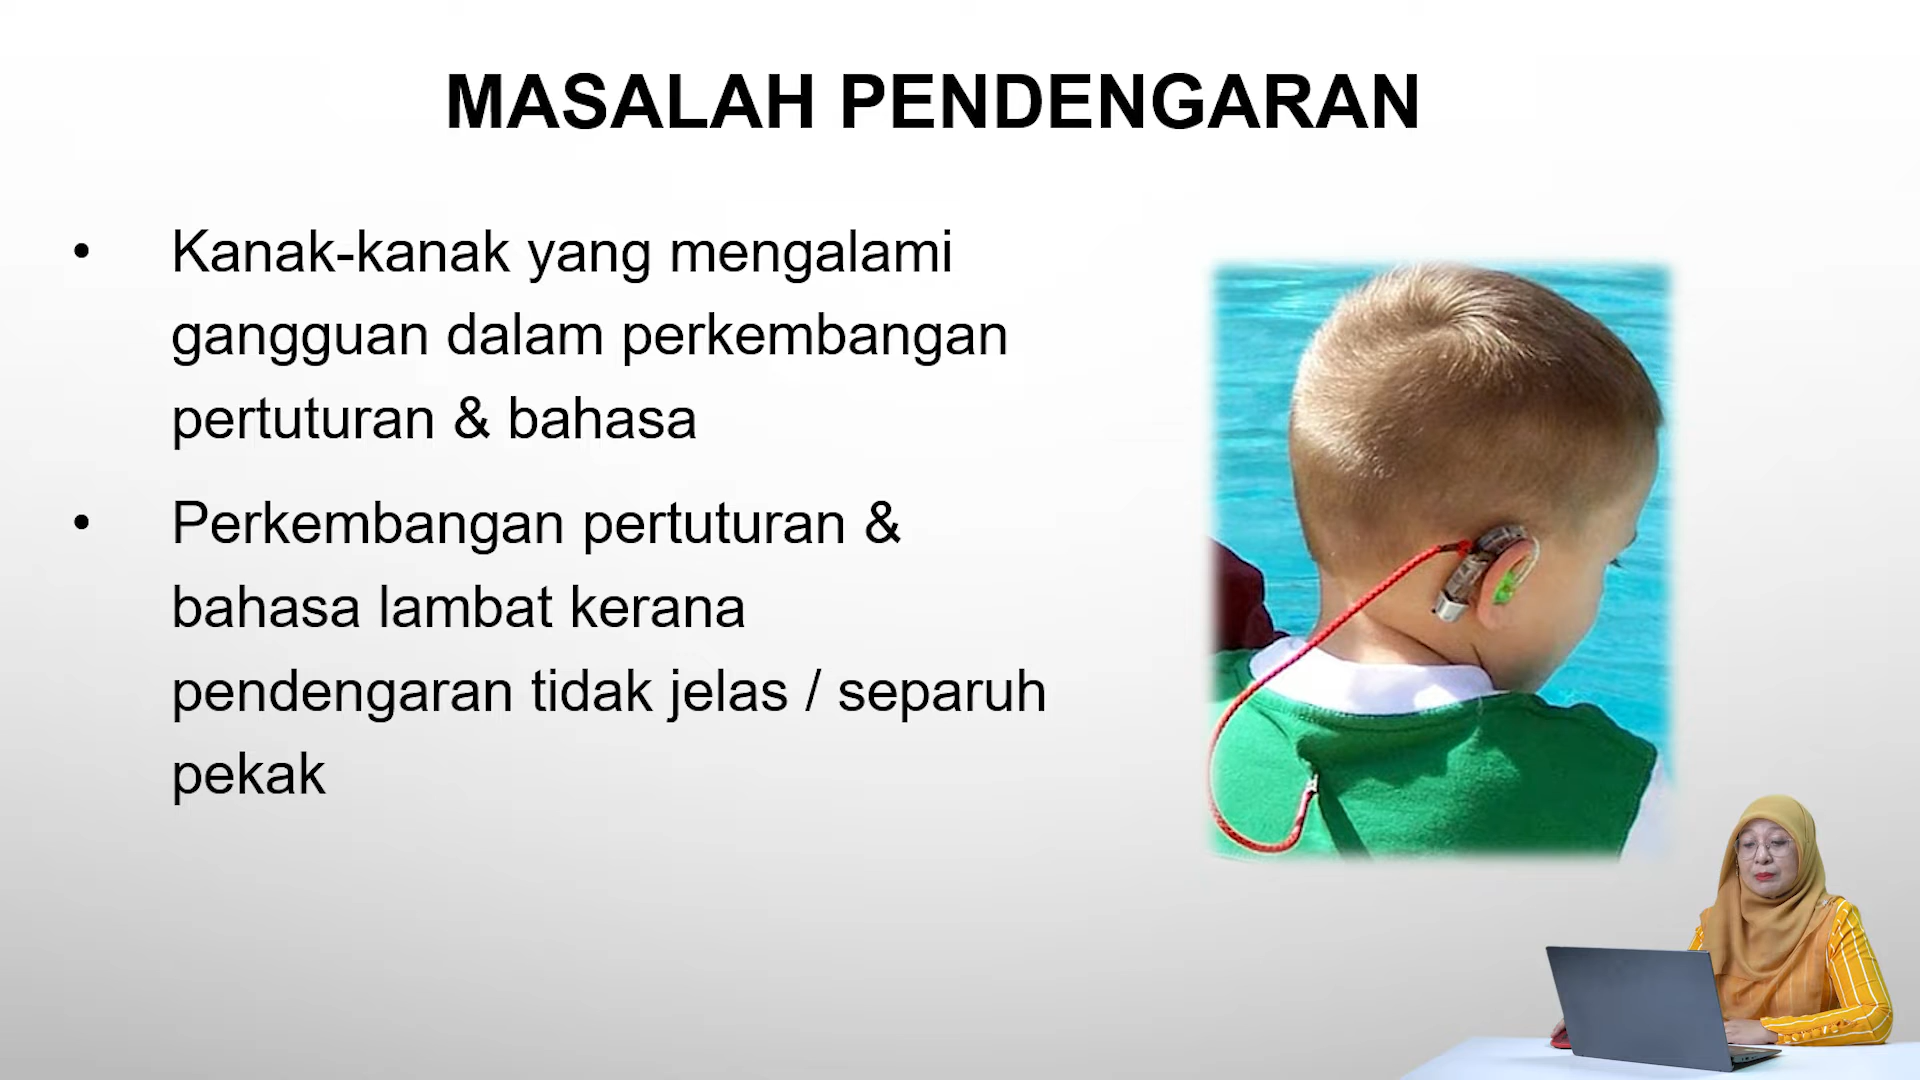 MASALAH PENDENGARAN
• Kanak-kanak yang mengalami
gangguan dalam perkembangan
pertuturan & bahasa
• Perkembangan pertuturan &
bahasa lambat kerana
pendengaran tidak jelas / separuh
pekak